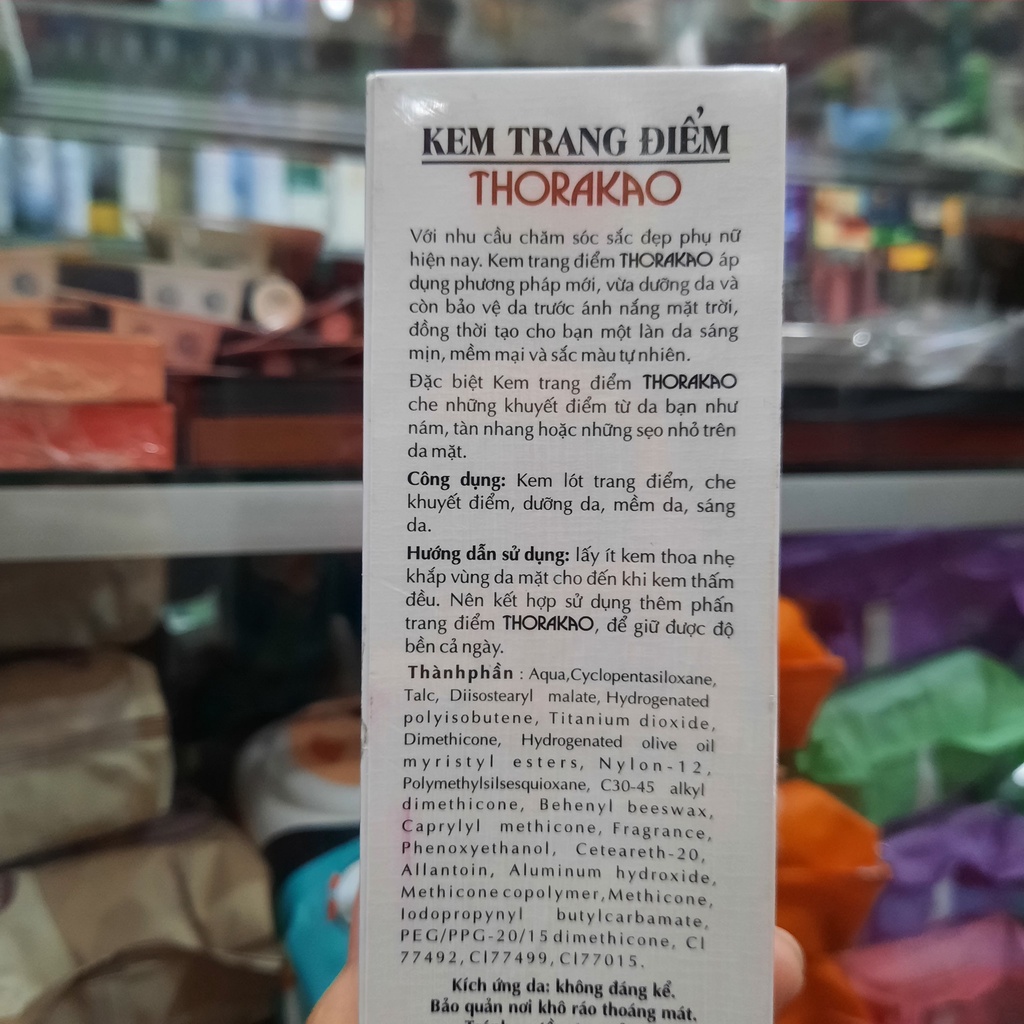 KEM TRANG ĐIỂM
THORAKAO
Với nhu cầu chăm sóc sắc đẹp phụ nữ
hiện nay. Kem trang điểm THORAKAO áp
dụng phương pháp mới, vừa dưỡng da và
còn bảo vệ da trước ánh nắng mặt trời,
đồng thời tạo cho bạn một làn da sáng
mịn, mềm mại và sắc màu tự nhiên.
Đặc biệt Kem trang điểm THORAKAO
che những khuyết điểm từ da bạn như
nám, tàn nhang hoặc những sẹo nhỏ trên
da mặt.
Công dụng: Kem lót trang điểm, che
khuyết điểm, dưỡng da, mềm da, sáng
da.
Hướng dẫn sử dụng: lấy ít kem thoa nhẹ
khắp vùng da mặt cho đến khi kem thấm
đều. Nên kết hợp sử dụng thêm phấn
trang điểm THORAKAO, để giữ được độ
bền cả ngày.
Thànhphần : Aqua,Cyclopentasiloxane,
Talc, Diisostearyl malate, Hydrogenated
polyisobutene, Titanium dioxide,
Dimethicone, Hydrogenated olive oil
myristyl esters, Nylon-12,
Polymethylsilsesquioxane, C30-45 alkyl
dimethicone, Behenyl beeswax,
Caprylyl methicone, Fragrance,
Phenoxyethanol, Ceteareth-20,
Allantoin, Aluminum hydroxide,
Methicone copolymer, Methicone,
Iodopropynyl butylcarbamate,
PEG/PPG-20/15 dimethicone, CI
77492, CI77499, CI77015.
Kích ứng da: không đáng kể.
Bảo quản nơi khô ráo thoáng mát.